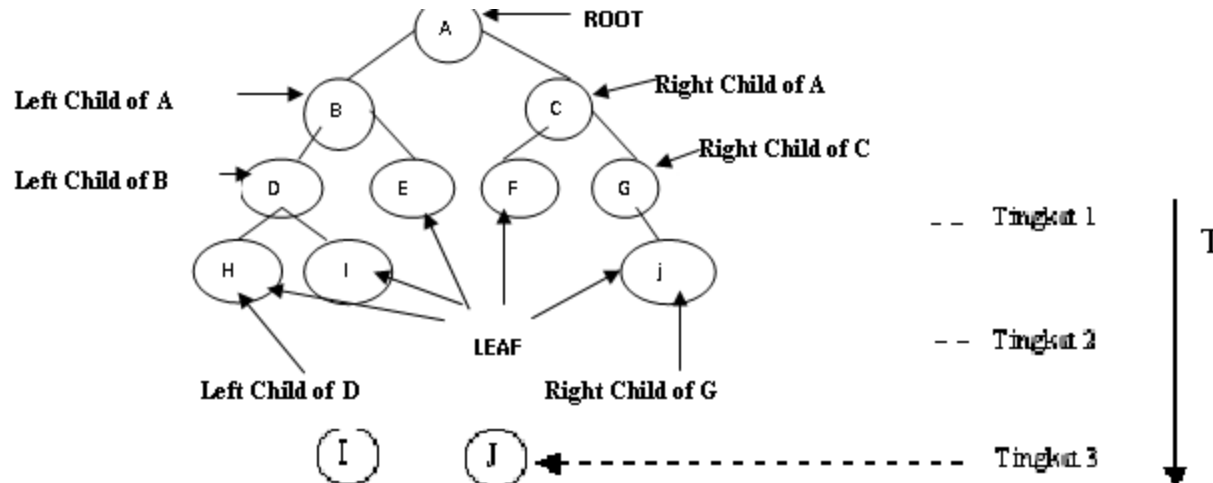 ROOT
A
Left Child of A
B
C
Right Child of A
Left Child of B
D
E
F
G
Right Child of C
Tingkat 1
T
H
I
j
LEAF
Tingkat 2
Left Child of D
Right Child of G
I
J
Tingkat 3